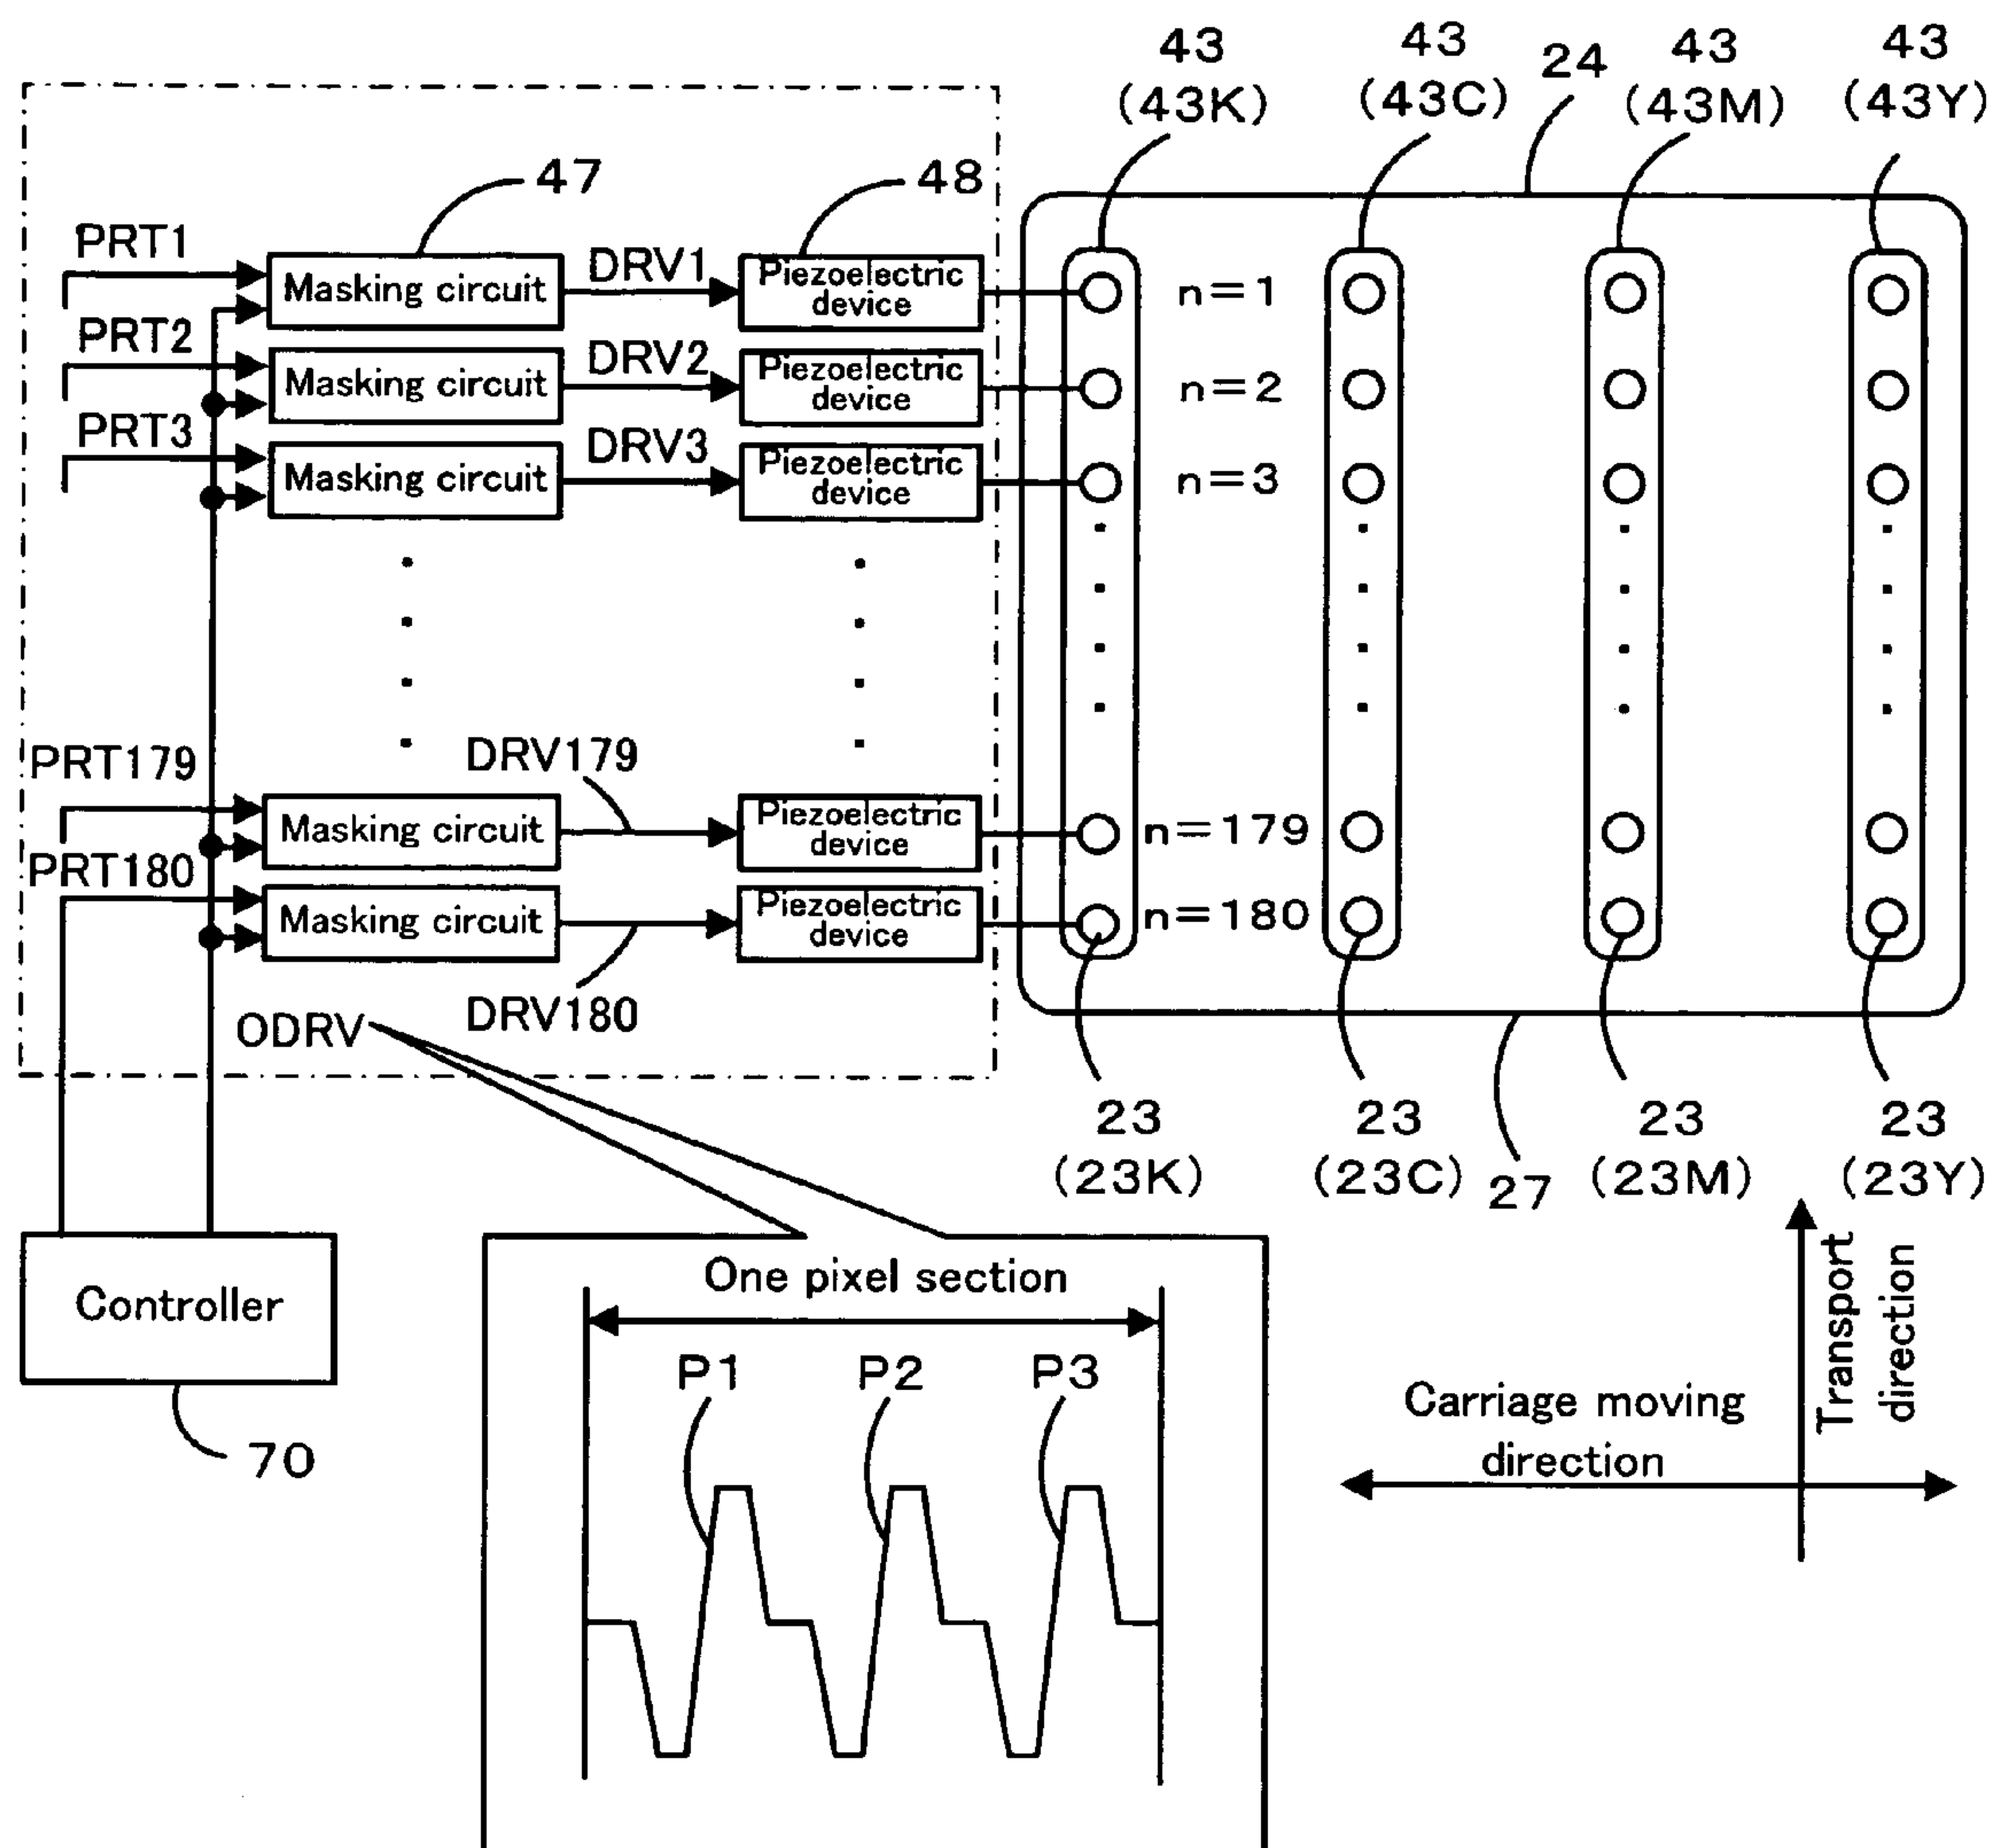 43 43 24 43 43
(43K) (43C) (43M) (43Y)
47 48
PRT1
Masking circuit DRV1 Piezoelectric
device n=1
PRT2
Masking circuit DRV2 Piezoelectric
device n=2
PRT3
Masking circuit DRV3 Piezoelectric
device n=3
PRT179 DRV179
Masking circuit Piezoelectric
device n=179
PRT180
Masking circuit Piezoelectric
device n=180
ODRV DRV180
23 23 23 23
(23K) (23C) 27 (23M) (23Y)
Controller
70
One pixel section
P1 P2 P3
Carriage moving
direction
Transport
direction